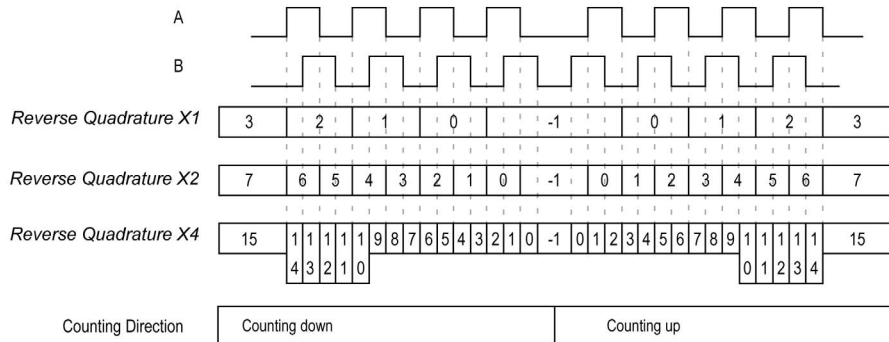 A
B
Reverse Quadrature X1 3 2 1 0 -1 0 1 2 3
Reverse Quadrature X2 7 6 5 4 3 2 1 0 -1 0 1 2 3 4 5 6 7
Reverse Quadrature X4 15 14 13 12 11 10 9 8 7 6 5 4 3 2 1 0 -1 0 1 2 3 4 5 6 7 8 9 10 11 12 13 14 15
Counting Direction Counting down Counting up